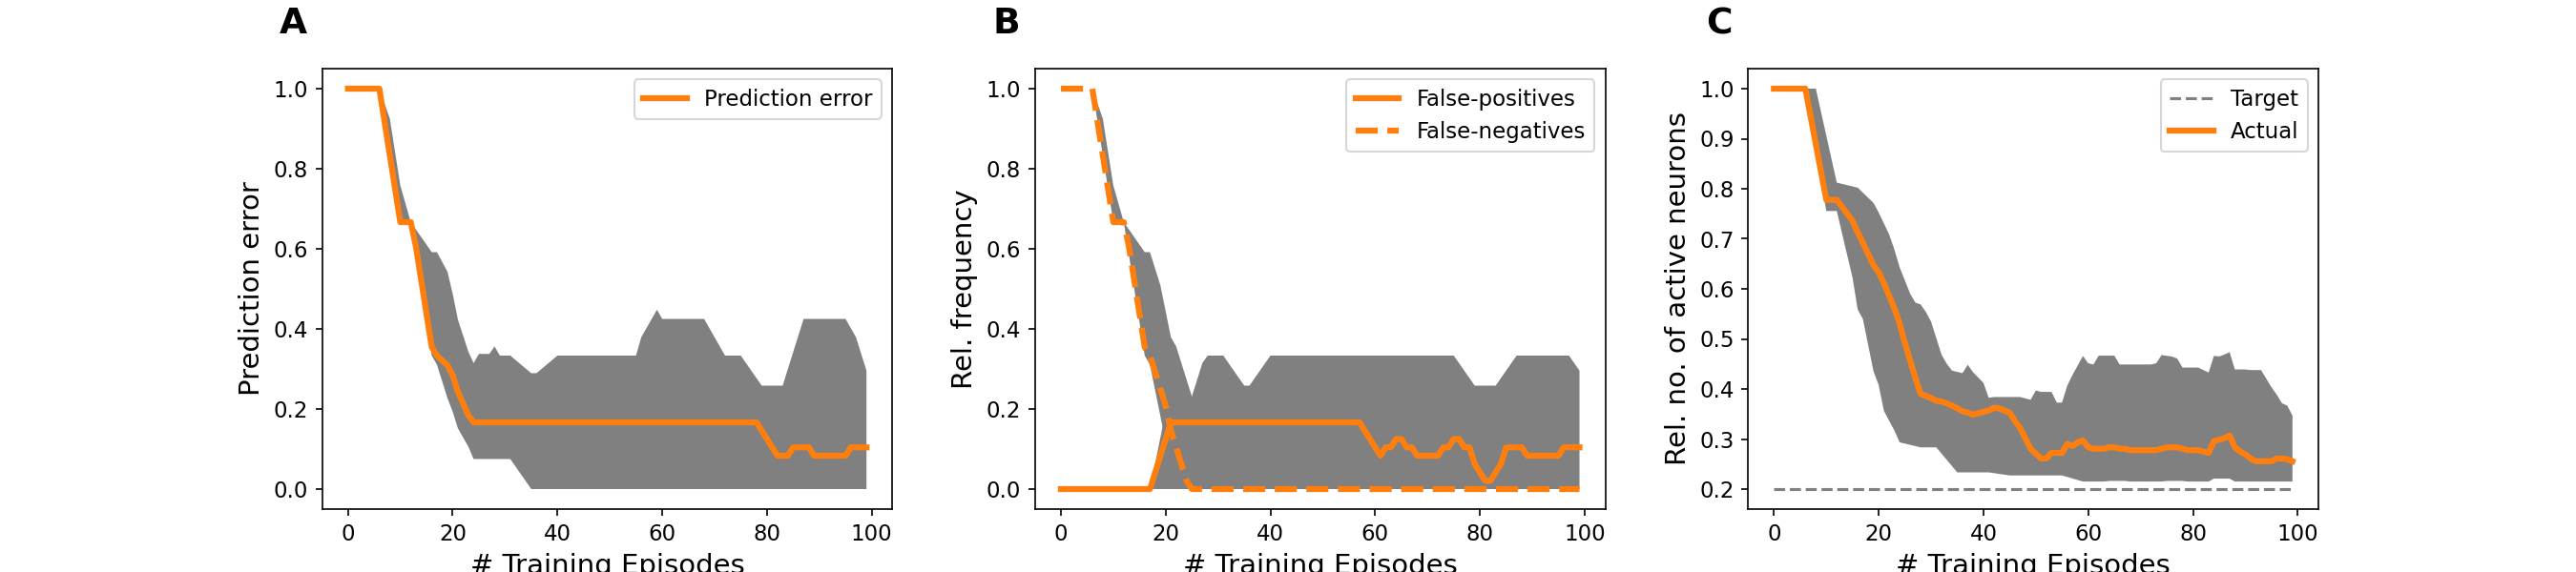 A
Prediction error
1.0
0.8
0.6
0.4
0.2
0.0
Prediction error
0 20 40 60 80 100
# Training Episodes
B
False-positives
False-negatives
1.0
0.8
0.6
0.4
0.2
0.0
Rel. frequency
0 20 40 60 80 100
# Training Episodes
C
Target
Actual
1.0
0.9
0.8
0.7
0.6
0.5
0.4
0.3
0.2
Rel. no. of active neurons
0 20 40 60 80 100
# Training Episodes